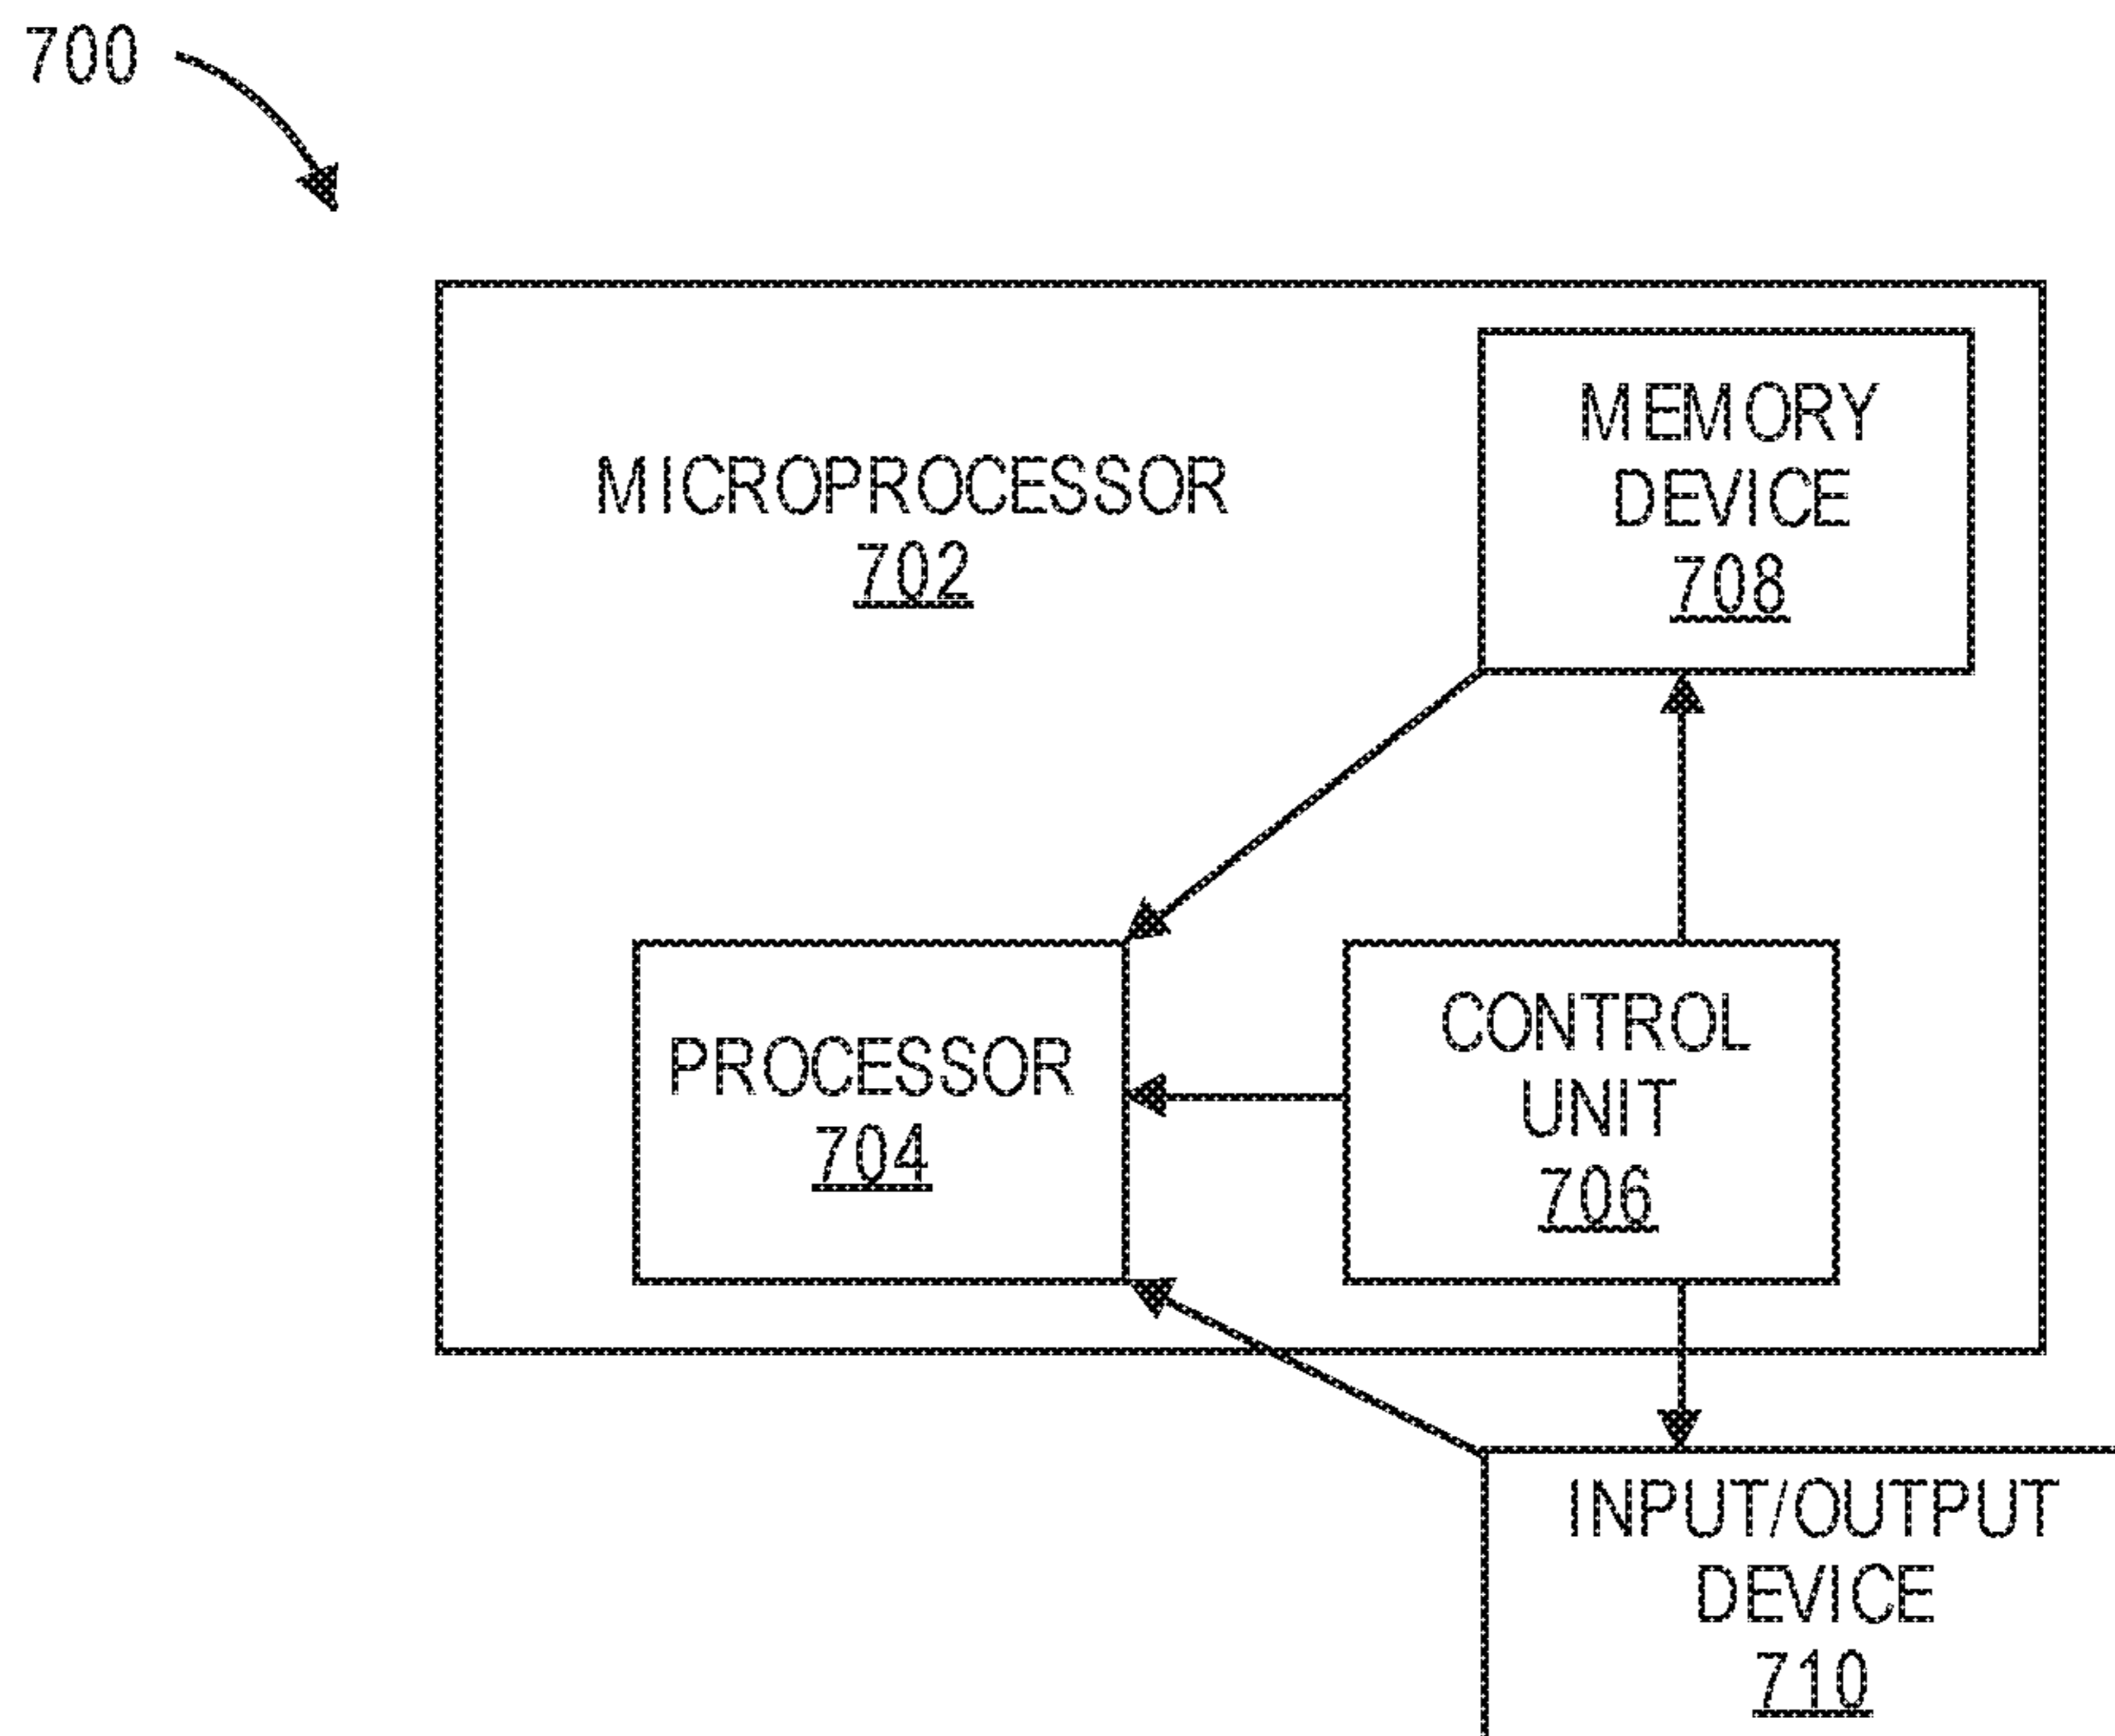 700
MICROPROCESSOR
702
MEMORY
DEVICE
708
PROCESSOR
704
CONTROL
UNIT
706
INPUT/OUTPUT
DEVICE
710